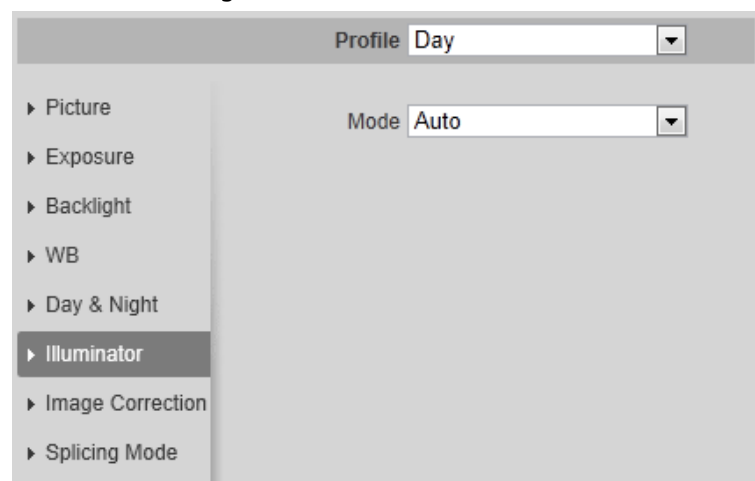 Profile Day
Mode Auto
Picture
Exposure
Backlight
WB
Day & Night
Illuminator
Image Correction
Splicing Mode